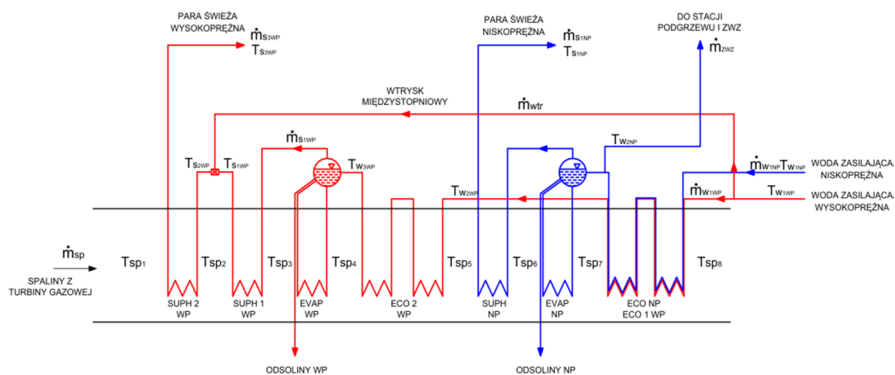 PARA ŚWIEŻA
WYSOKOPRĘŻNA
ṁS3WP
TS3WP
PARA ŚWIEŻA
NISKOPRĘŻNA
ṁS1NP
TS1NP
DO STACJI
PODGRZEWU I ZWZ
ṁZWZ
WTRYSK
MIĘDZYSTOPNIOWY
ṁwtr
ṁS1WP
TS2WP
TS1WP
TW3WP
TW2NP
ṁW1NP TW1NP
WODA ZASILAJĄCA
NISKOPRĘŻNA
TW2WP
ṁW1WP
TW1WP
WODA ZASILAJĄCA
WYSOKOPRĘŻNA
ṁsp
SPALINY Z
TURBINY GAZOWEJ
Tsp1
Tsp2
Tsp3
Tsp4
Tsp5
Tsp6
Tsp7
Tsp8
SUPH 2
WP
SUPH 1
WP
EVAP
WP
ECO 2
WP
SUPH
NP
EVAP
NP
ECO NP
ECO 1 WP
ODSOLINY WP
ODSOLINY NP